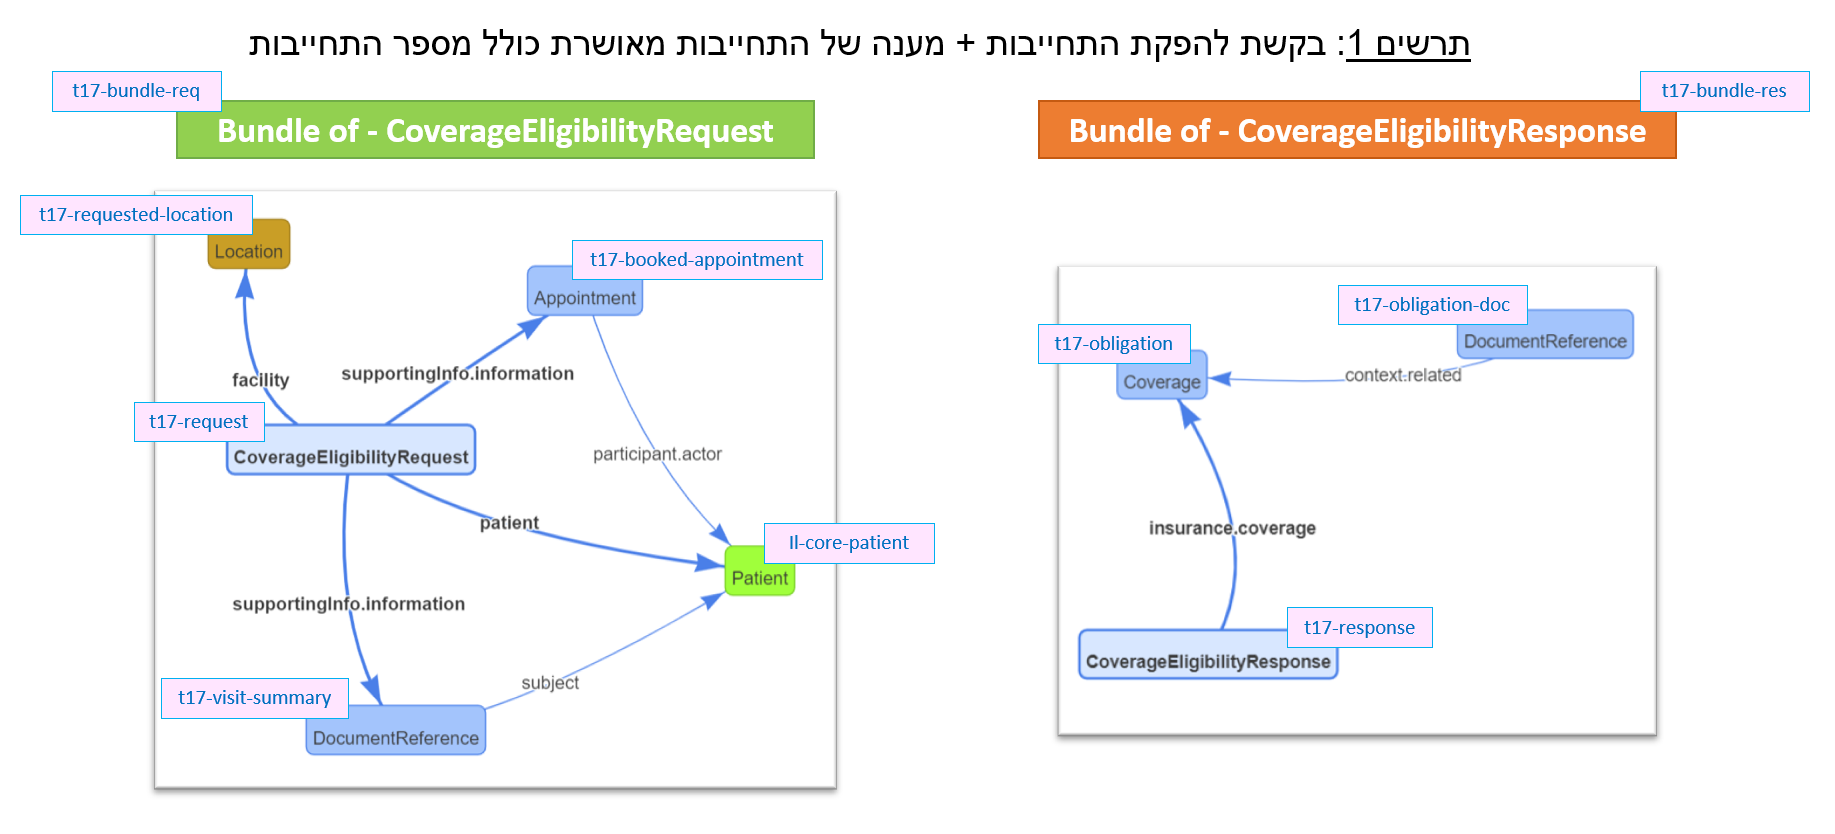 תרשים 1: בקשת להפקת התחייבות + מענה של התחייבות מאושרת כולל מספר התחייבות
t17-bundle-req
Bundle of - CoverageEligibilityRequest
t17-requested-location
Location
t17-booked-appointment
Appointment
facility
supportingInfo.information
t17-request
CoverageEligibilityRequest
participant.actor
patient
Il-core-patient
Patient
supportingInfo.information
subject
t17-visit-summary
DocumentReference
t17-bundle-res
Bundle of - CoverageEligibilityResponse
t17-obligation-doc
DocumentReference
t17-obligation
Coverage
context.related
insurance.coverage
t17-response
CoverageEligibilityResponse